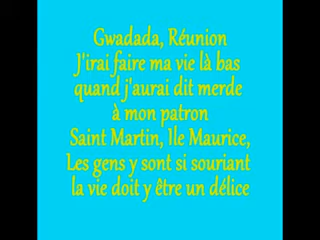 Gwadada, Réunion
J'irai faire ma vie là bas
quand j'aurai dit merde
à mon patron
Saint Martin, Ile Maurice,
Les gens y sont si souriant
la vie doit y être un délice